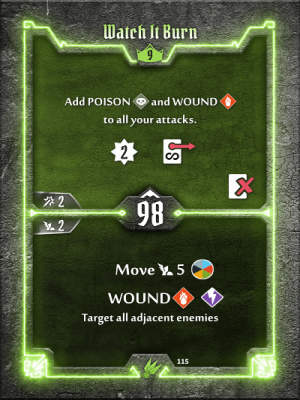 Watch It Burn
9
Add POISON and WOUND
to all your attacks.
2
2
98
2
Move 5
WOUND
Target all adjacent enemies
115